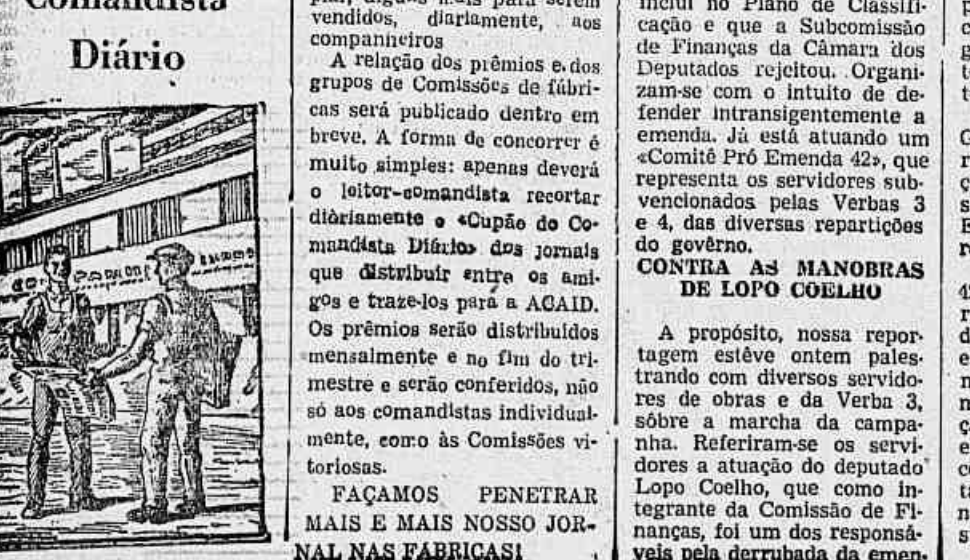 Comandista
Diário
vendidos, diariamente, aos
companheiros
A relação dos prêmios e dos
grupos de Comissões de fábri-
cas será publicado dentro em
breve. A forma de concorrer é
muito simples: apenas deverá
o leitor-comandista recortar
diàriamente o «Cupão do Co-
mandista Diário» dos jornais
que distribuir entre os ami-
gos e traze-los para a ACAID.
Os prêmios serão distribuidos
mensalmente e no fim do tri-
mestre e serão conferidos, não
só aos comandistas individual-
mente, como às Comissões vi-
toriosas.
FAÇAMOS PENETRAR
MAIS E MAIS NOSSO JOR-
NAL NAS FÁBRICAS!
inclui no Plano de Classifi-
cação e que a Subcomissão
de Finanças da Câmara dos
Deputados rejeitou. Organi-
zam-se com o intuito de de-
fender intransigentemente a
emenda. Já está atuando um
«Comitê Pró Emenda 42», que
representa os servidores sub-
vencionados pelas Verbas 3
e 4, das diversas repartições
do govêrno.
CONTRA AS MANOBRAS
DE LOPO COELHO
A propósito, nossa repor-
tagem estêve ontem pales-
trando com diversos servido-
res de obras e da Verba 3,
sôbre a marcha da campa-
nha. Referiram-se os servi-
dores a atuação do deputado
Lopo Coelho, que como in-
tegrante da Comissão de Fi-
nanças, foi um dos responsá-
veis pela derrubada da emen-